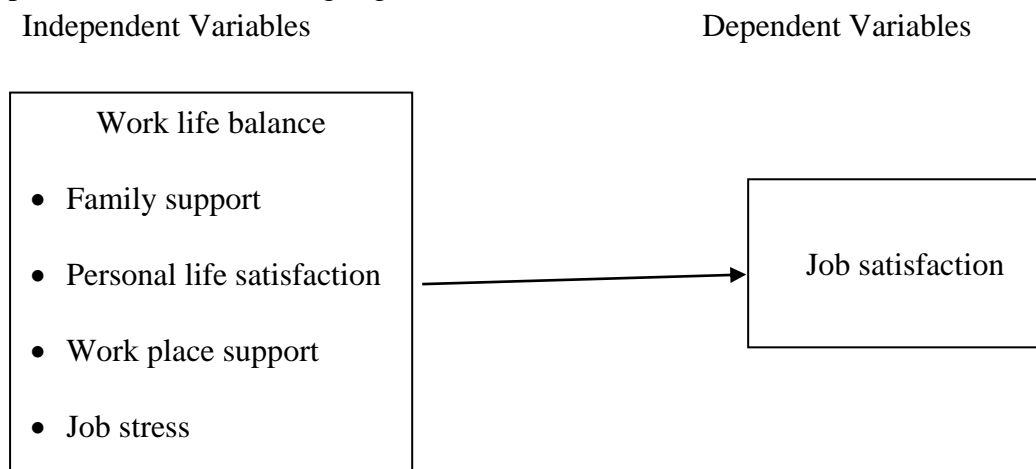 Independent Variables Dependent Variables
Work life balance
• Family support
• Personal life satisfaction
• Work place support
• Job stress
Job satisfaction